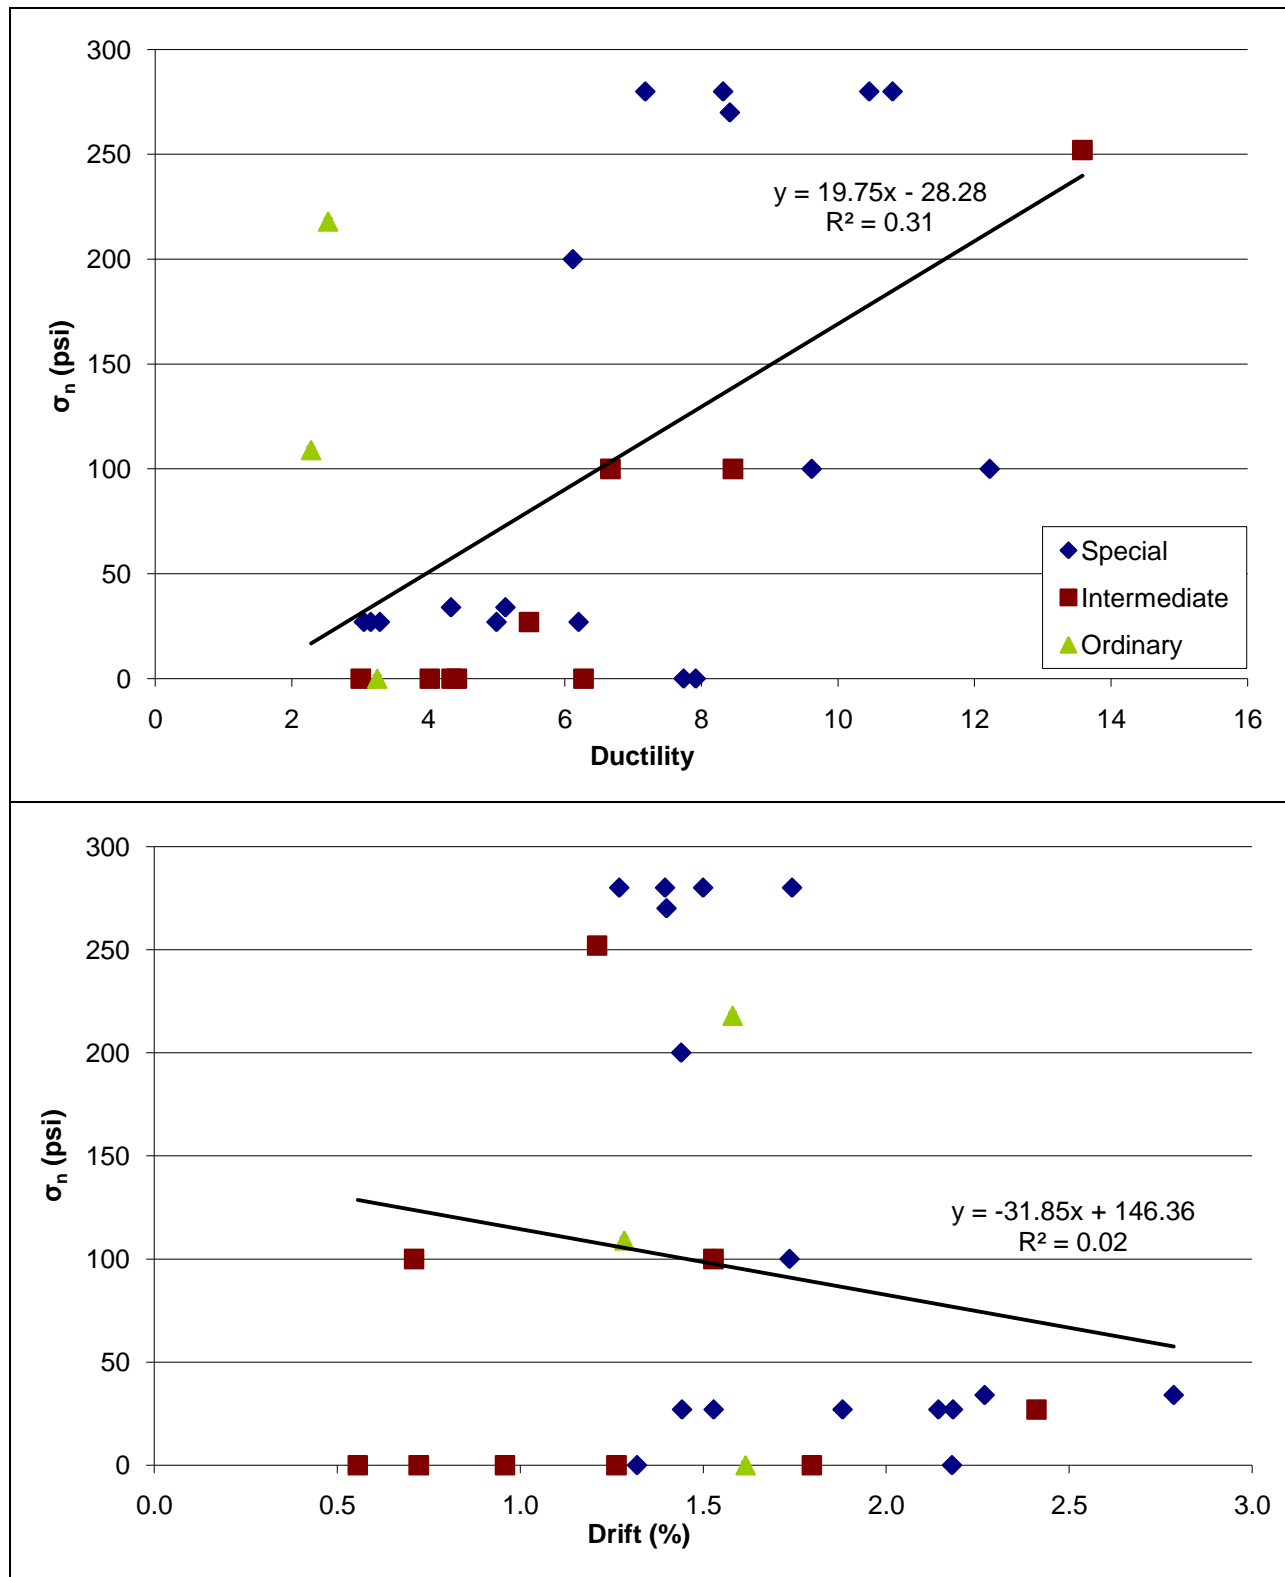 300
250
200
150
100
50
0
σn (psi)
y = 19.75x - 28.28
R² = 0.31
Special
Intermediate
Ordinary
0 2 4 6 8 10 12 14 16
Ductility
300
250
200
150
100
50
0
σn (psi)
y = -31.85x + 146.36
R² = 0.02
0.0 0.5 1.0 1.5 2.0 2.5 3.0
Drift (%)